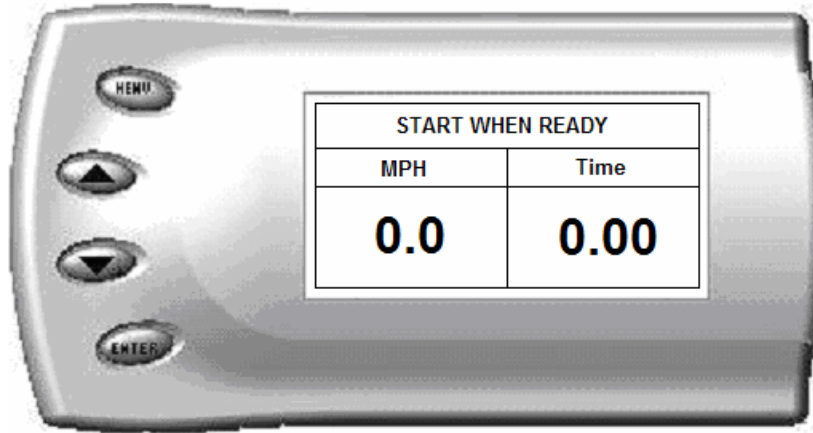 MENU
START WHEN READY
MPH Time
0.0 0.00
ENTER